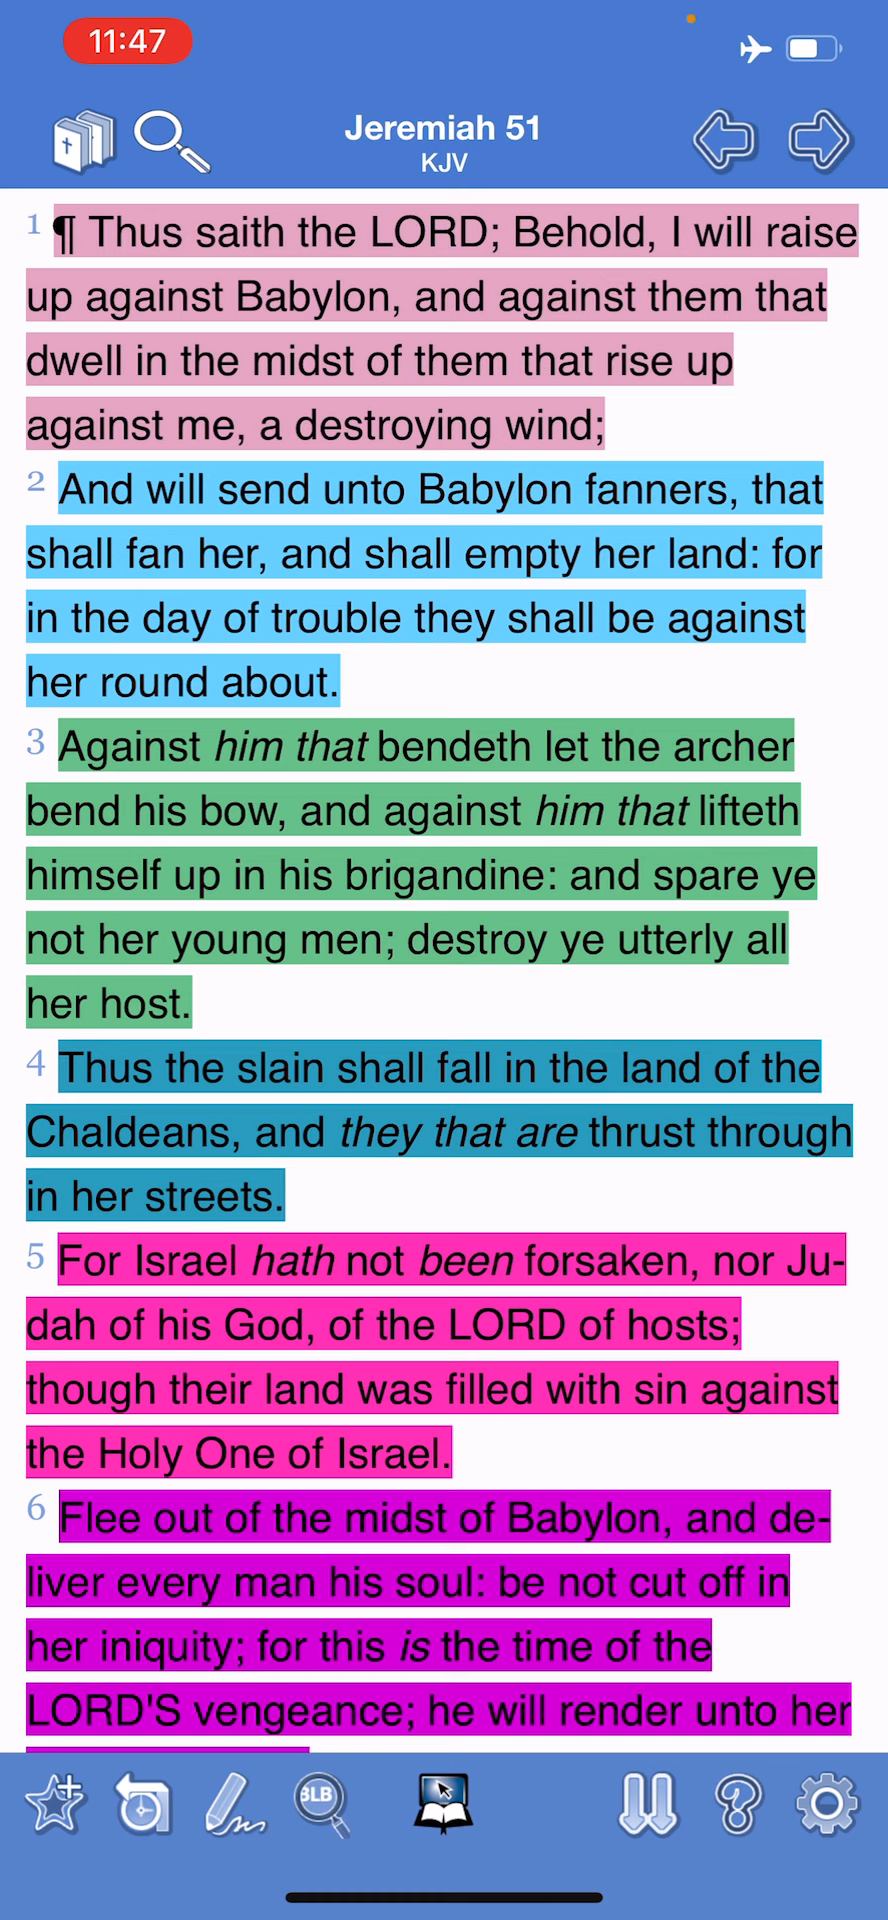 11:47
Jeremiah 51
KJV
1 ¶ Thus saith the LORD; Behold, I will raise
up against Babylon, and against them that
dwell in the midst of them that rise up
against me, a destroying wind;
2 And will send unto Babylon fanners, that
shall fan her, and shall empty her land: for
in the day of trouble they shall be against
her round about.
3 Against him that bendeth let the archer
bend his bow, and against him that lifteth
himself up in his brigandine: and spare ye
not her young men; destroy ye utterly all
her host.
4 Thus the slain shall fall in the land of the
Chaldeans, and they that are thrust through
in her streets.
5 For Israel hath not been forsaken, nor Ju-
dah of his God, of the LORD of hosts;
though their land was filled with sin against
the Holy One of Israel.
6 Flee out of the midst of Babylon, and de-
liver every man his soul: be not cut off in
her iniquity; for this is the time of the
LORD'S vengeance; he will render unto her
BLB